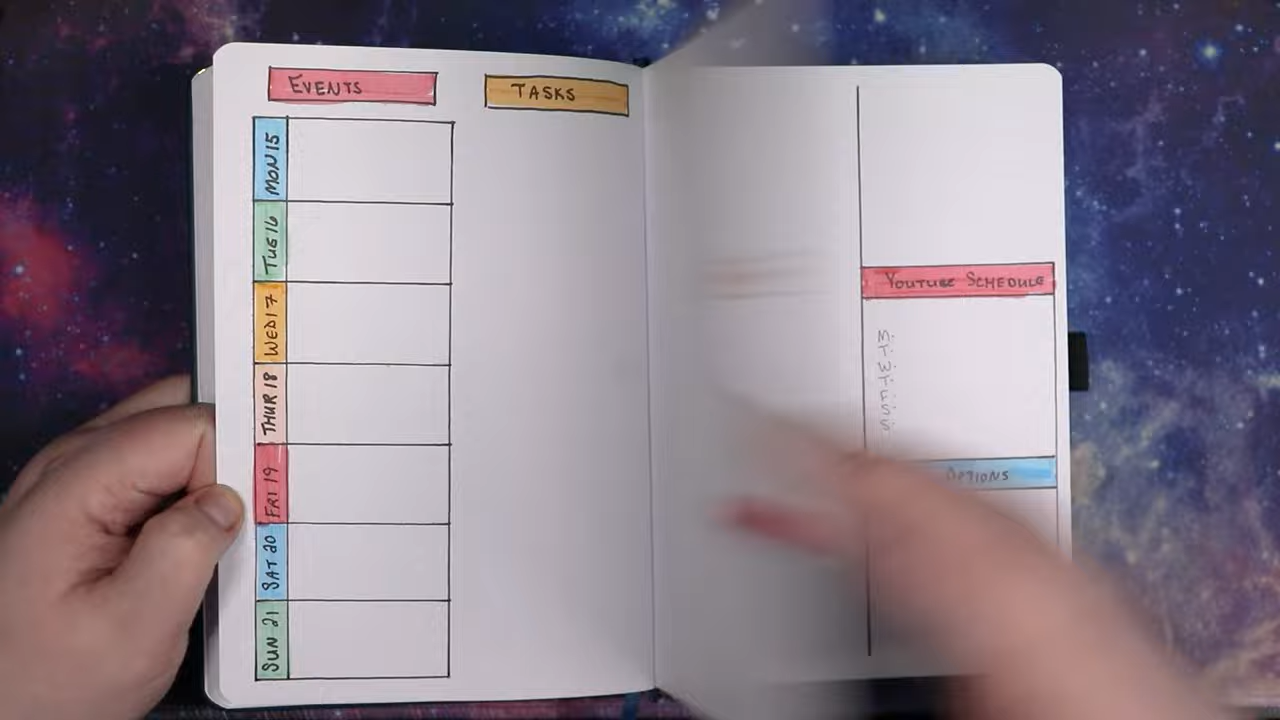 EVENTS
TASKS
MON 15
TUE 16
WED 17
THUR 18
FRI 19
SAT 20
SUN 21
YOUTUBE SCHEDULE
M
T
W
T
F
S
S
OPTIONS